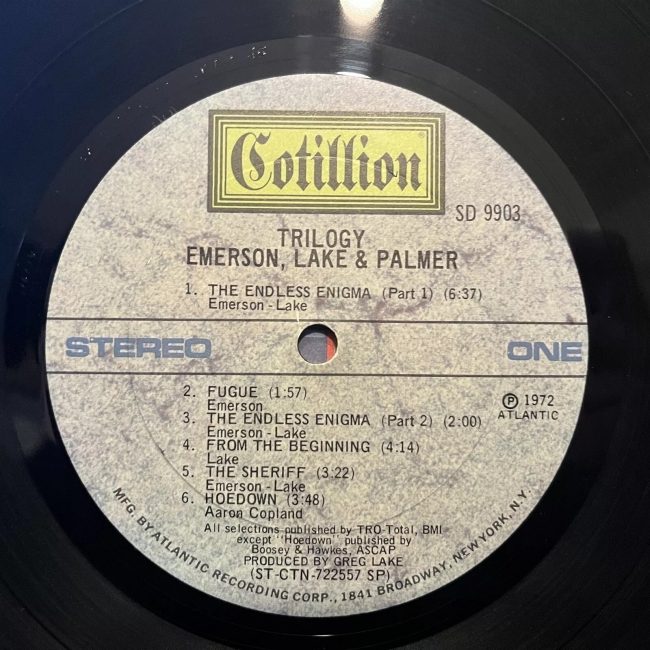 Cotillion
SD 9903
TRILOGY
EMERSON, LAKE & PALMER
1. THE ENDLESS ENIGMA (Part 1) (6:37)
Emerson - Lake
STEREO
ONE
2. FUGUE (1:57)
Emerson
3. THE ENDLESS ENIGMA (Part 2) (2:00)
Emerson - Lake
4. FROM THE BEGINNING (4:14)
Lake
5. THE SHERIFF (3:22)
Emerson - Lake
6. HOEDOWN (3:48)
Aaron Copland
Ⓟ 1972
ATLANTIC
All selections published by TRO-Total, BMI
except "Hoedown" published by
Boosey & Hawkes, ASCAP
PRODUCED BY GREG LAKE
(ST-CTN-722557 SP)
MFG. BY ATLANTIC RECORDING CORP., 1841 BROADWAY, NEW YORK, N.Y.